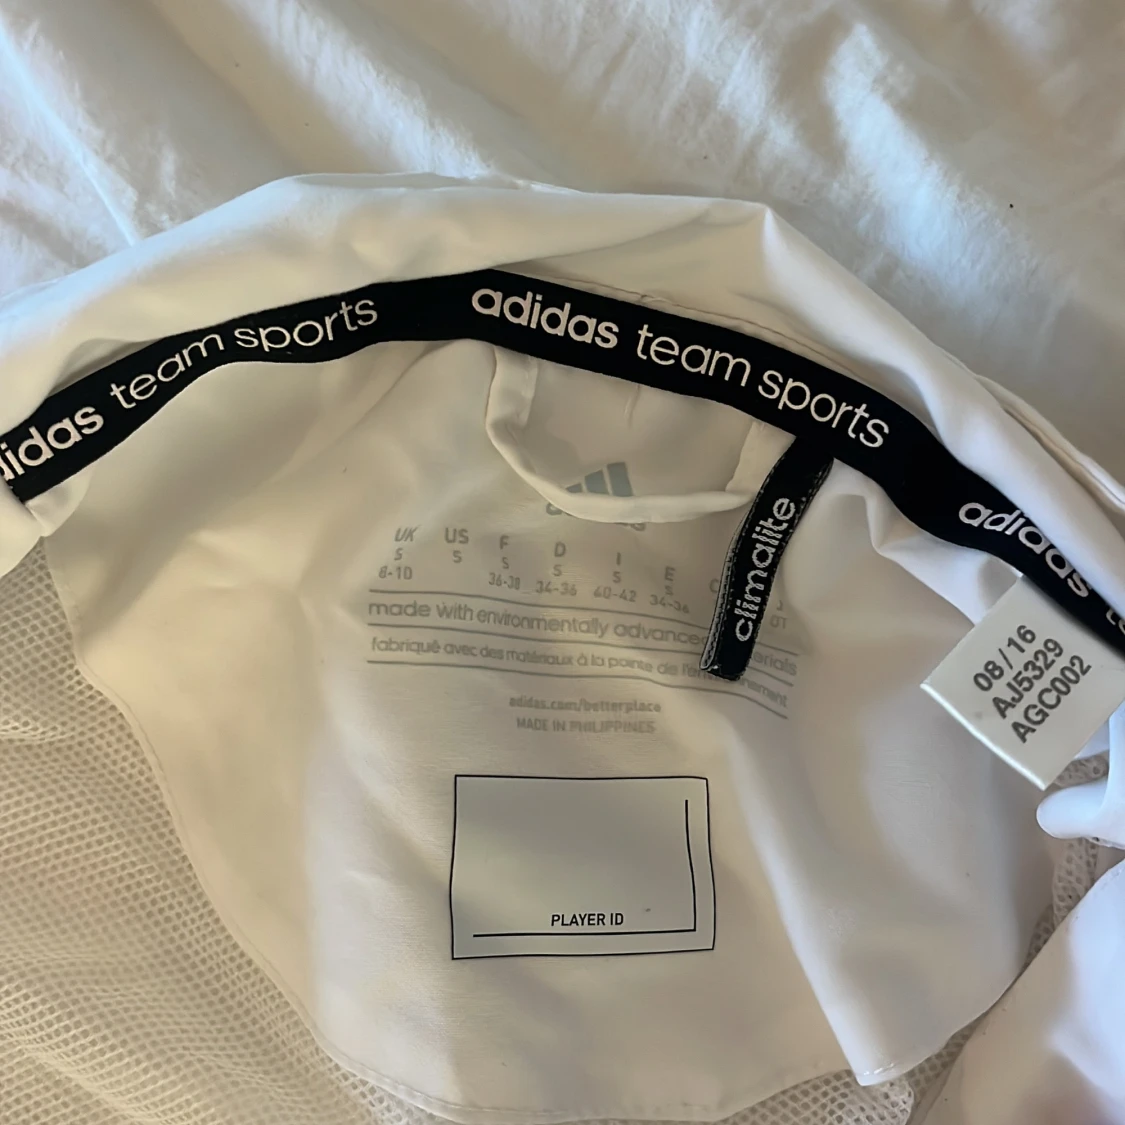 didas team sports
adidas team sports
adidas
climalite
08/16
AJ5329
AGC002
UK US F D I E
S S S S S S
8-10 36-38 34-36 40-42 34-36
made with environmentally advanced
fabriqué avec des matériaux à la pointe de
adidas.com/betterplace
MADE IN PHILIPPINES
PLAYER ID